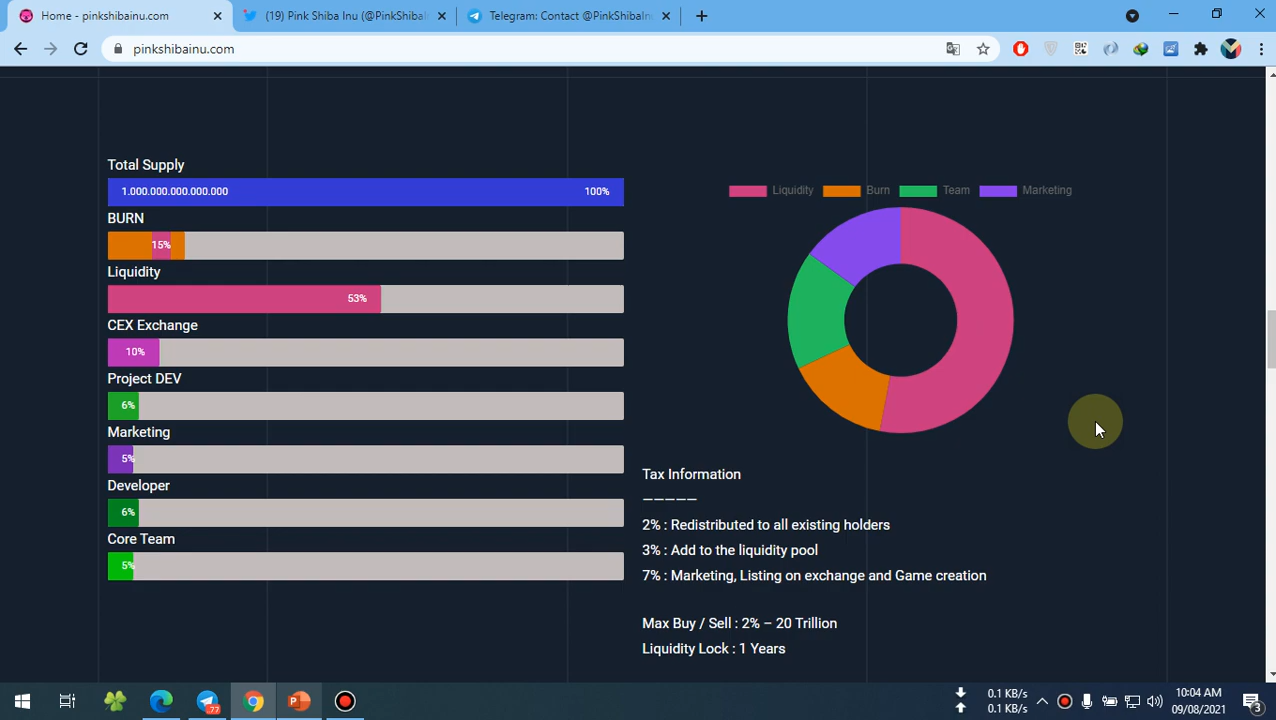 Home - pinkshibainu.com
(19) Pink Shiba Inu (@PinkShibaI
Telegram: Contact @PinkShibaInu
pinkshibainu.com
Total Supply
1.000.000.000.000.000 100%
BURN
15%
Liquidity
53%
CEX Exchange
10%
Project DEV
6%
Marketing
5%
Developer
6%
Core Team
5%
Liquidity Burn Team Marketing
Tax Information
—————
2% : Redistributed to all existing holders
3% : Add to the liquidity pool
7% : Marketing, Listing on exchange and Game creation
Max Buy / Sell : 2% – 20 Trillion
Liquidity Lock : 1 Years
77
0.1 KB/s
0.1 KB/s
10:04 AM
09/08/2021
3